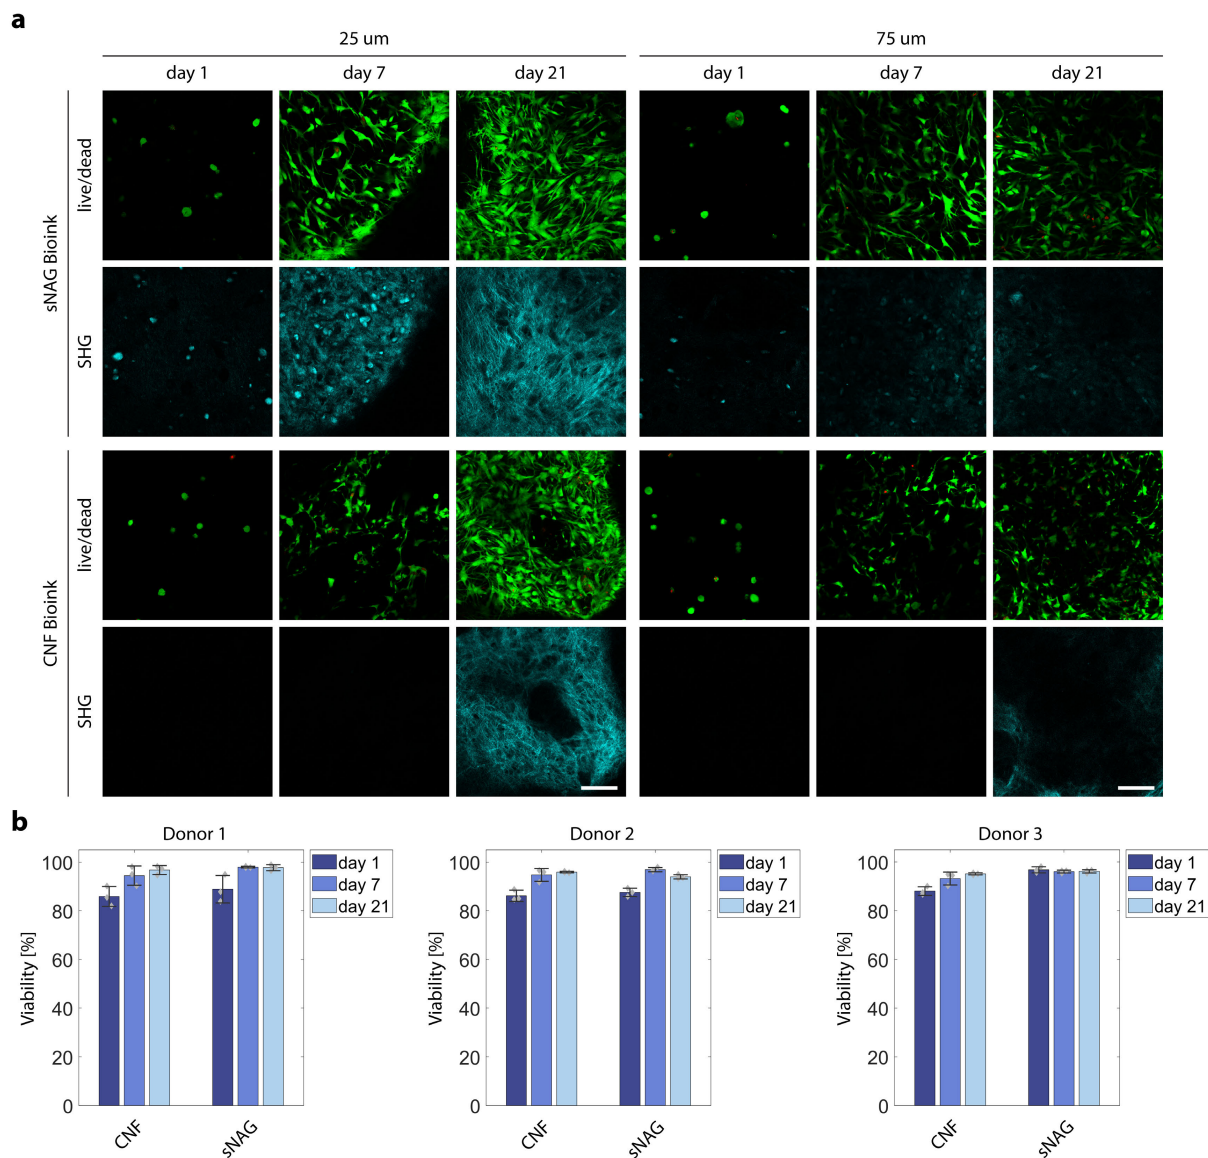 a
25 um 75 um
day 1 day 7 day 21 day 1 day 7 day 21
sNAG Bioink
live/dead
SHG
CNF Bioink
live/dead
SHG
b
Donor 1
Viability [%]
100
80
60
40
20
0
CNF sNAG
day 1
day 7
day 21
Donor 2
Viability [%]
100
80
60
40
20
0
CNF sNAG
day 1
day 7
day 21
Donor 3
Viability [%]
100
80
60
40
20
0
CNF sNAG
day 1
day 7
day 21